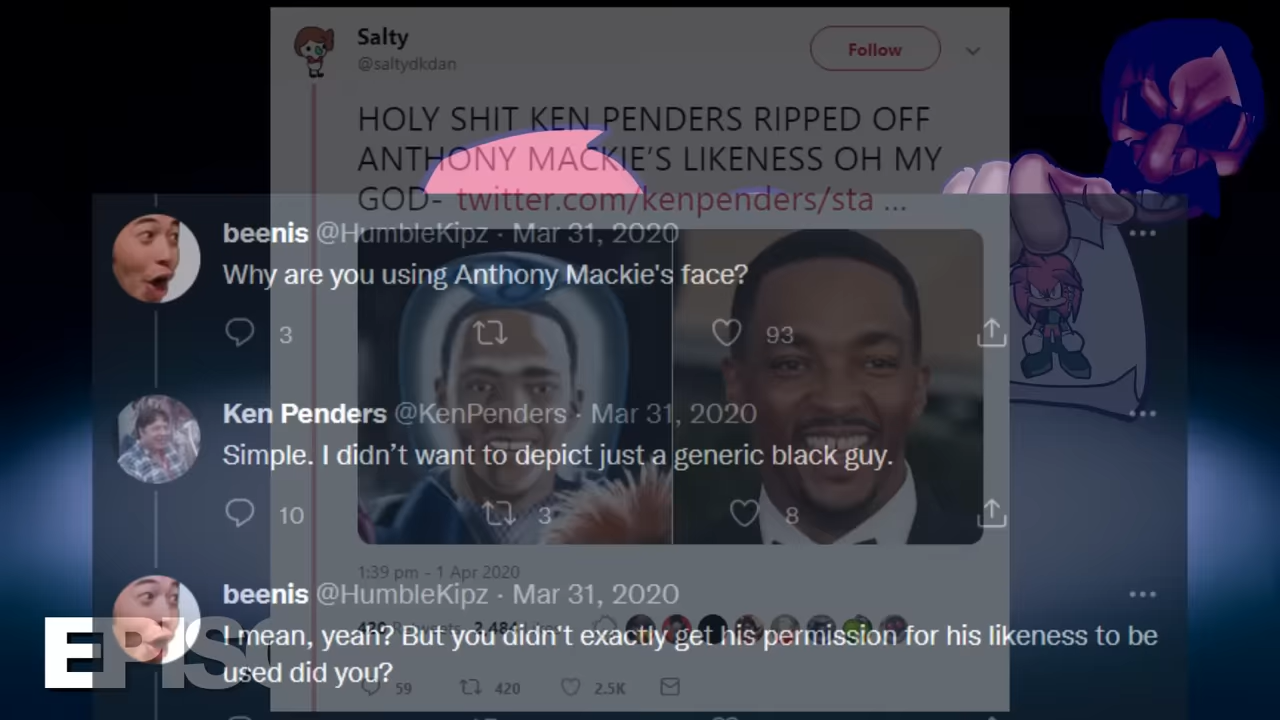 Salty
@saltydkdan
Follow
HOLY SHIT KEN PENDERS RIPPED OFF
ANTHONY MACKIE'S LIKENESS OH MY
GOD- twitter.com/kenpenders/sta ...
beenis @HumbleKipz · Mar 31, 2020
Why are you using Anthony Mackie's face?
3
93
Ken Penders @KenPenders · Mar 31, 2020
Simple. I didn't want to depict just a generic black guy.
10
3
8
1:39 pm - 1 Apr 2020
beenis @HumbleKipz · Mar 31, 2020
I mean, yeah? But you didn't exactly get his permission for his likeness to be
used did you?
59
420
2.5K